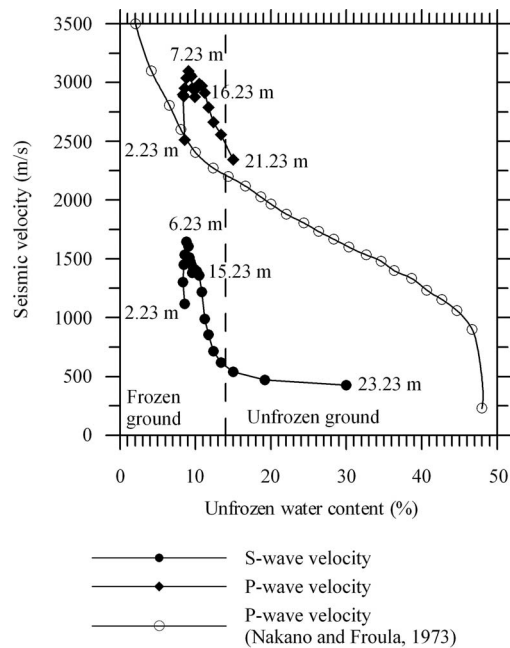 3500
3000
2500
2000
1500
1000
500
0
Seismic velocity (m/s)
7.23 m
16.23 m
2.23 m
21.23 m
6.23 m
15.23 m
2.23 m
23.23 m
Frozen
ground
Unfrozen ground
0 10 20 30 40 50
Unfrozen water content (%)
S-wave velocity
P-wave velocity
P-wave velocity
(Nakano and Froula, 1973)